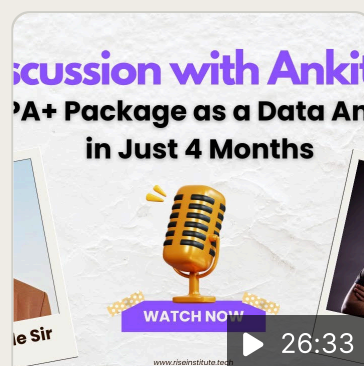 scussion with Anki
PA+ Package as a Data An
in Just 4 Months
le Sir
WATCH NOW
26:33
www.riseinstitute.tech